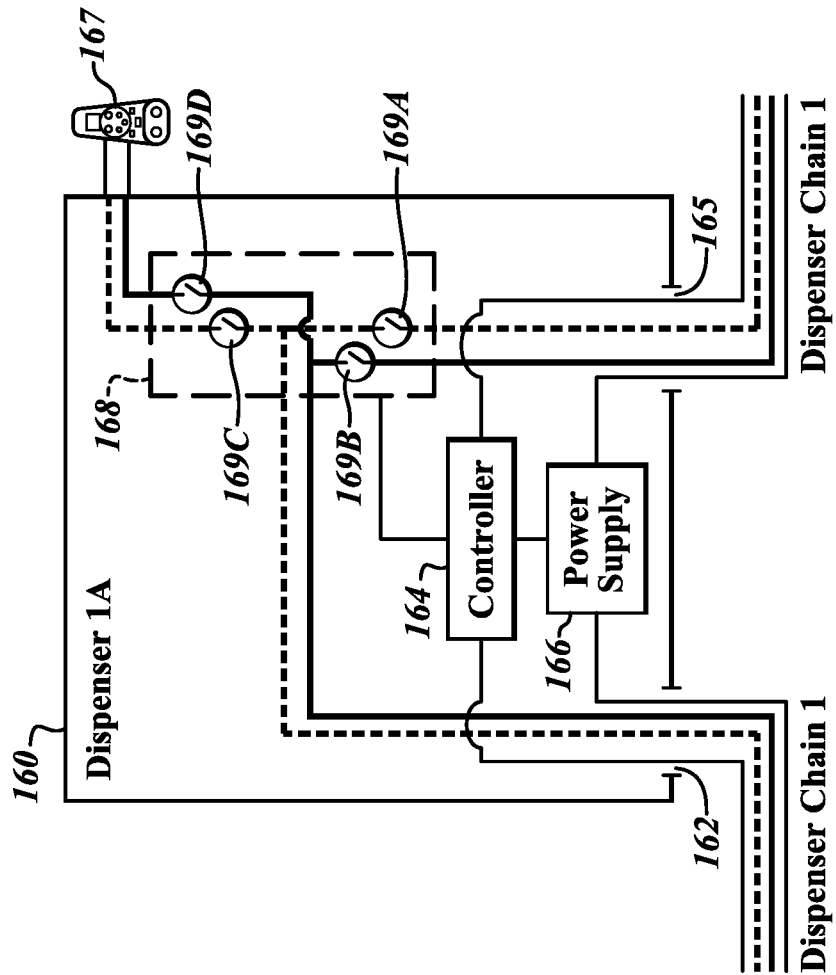 160
Dispenser 1A
167
169D
168
169C
169B
169A
164
Controller
166
Power
Supply
162
165
Dispenser Chain 1
Dispenser Chain 1